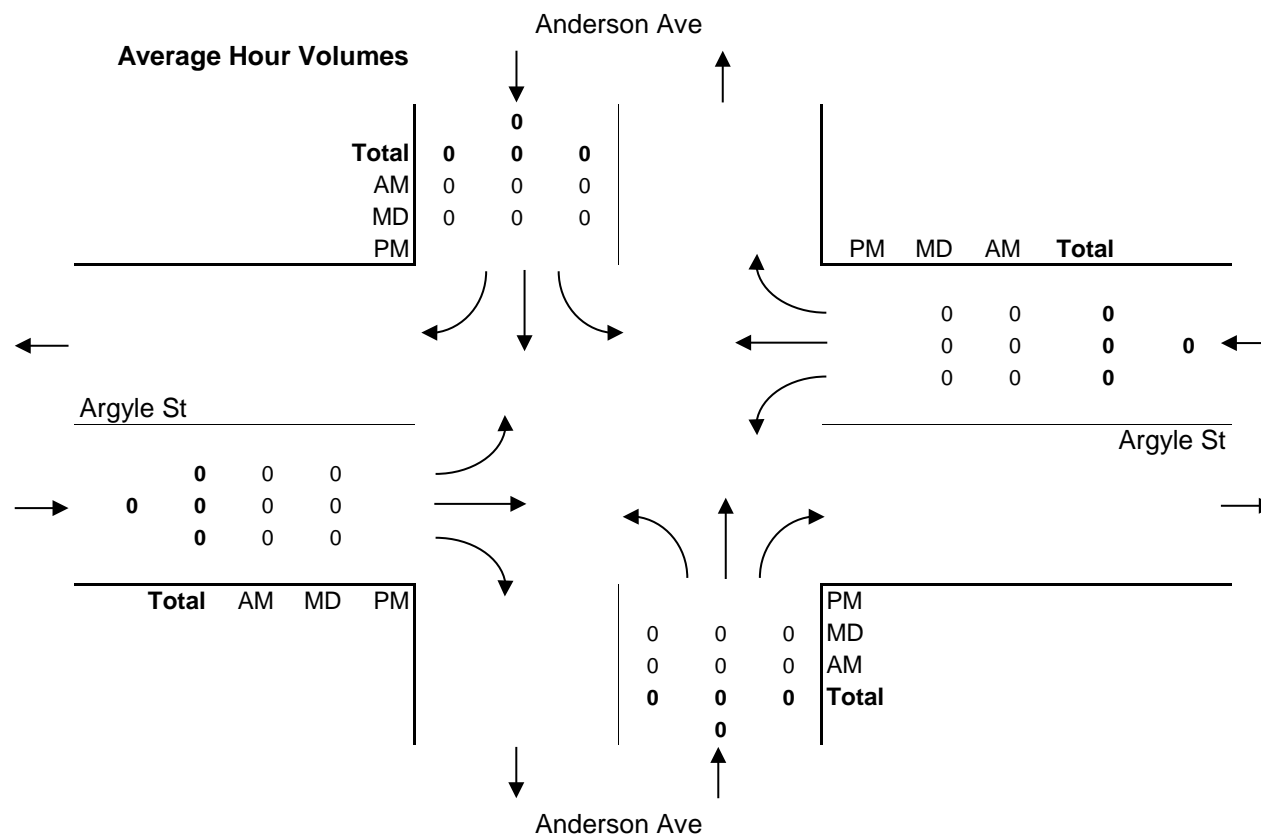 Anderson Ave
Average Hour Volumes
0
Total 0 0 0
AM 0 0 0
MD 0 0 0
PM
PM MD AM Total
0 0 0
0 0 0 0
0 0 0
Argyle St
Argyle St
0 0 0
0 0 0 0
0 0 0
Total AM MD PM
PM
0 0 0 MD
0 0 0 AM
0 0 0 Total
0
Anderson Ave